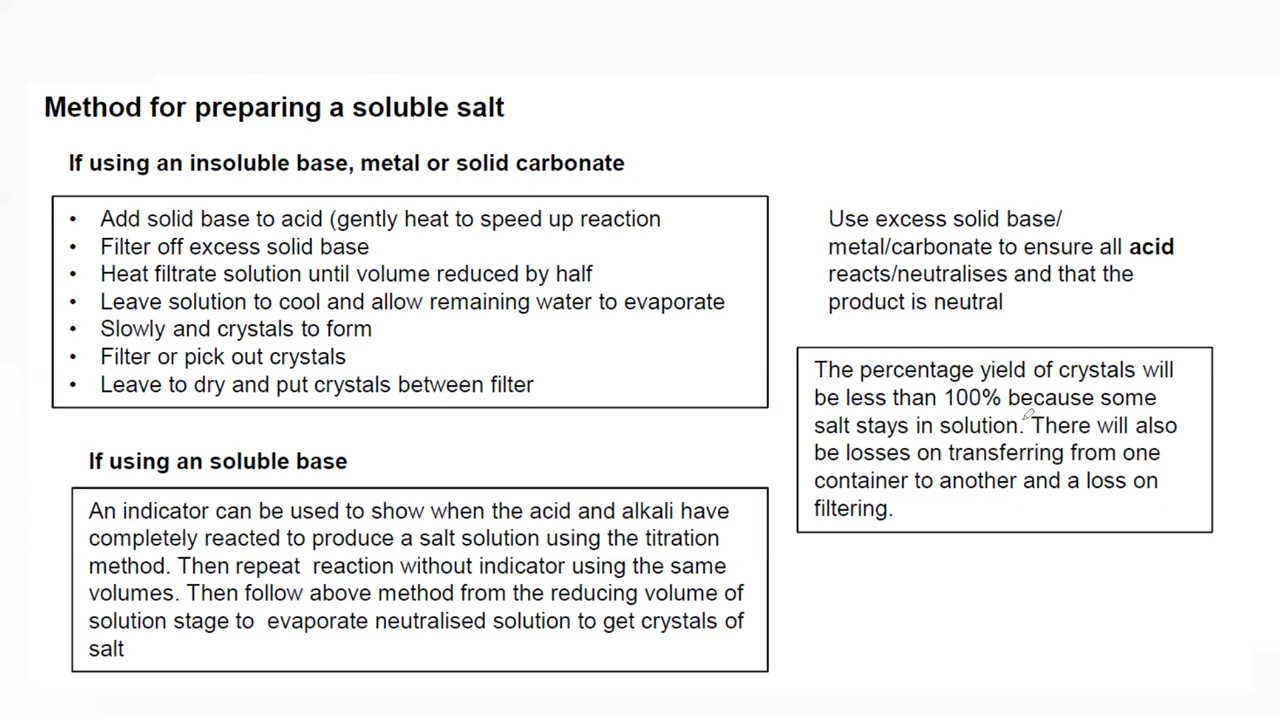 Method for preparing a soluble salt
If using an insoluble base, metal or solid carbonate
• Add solid base to acid (gently heat to speed up reaction
• Filter off excess solid base
• Heat filtrate solution until volume reduced by half
• Leave solution to cool and allow remaining water to evaporate
• Slowly and crystals to form
• Filter or pick out crystals
• Leave to dry and put crystals between filter
Use excess solid base/
metal/carbonate to ensure all acid
reacts/neutralises and that the
product is neutral
The percentage yield of crystals will
be less than 100% because some
salt stays in solution. There will also
be losses on transferring from one
container to another and a loss on
filtering.
If using an soluble base
An indicator can be used to show when the acid and alkali have
completely reacted to produce a salt solution using the titration
method. Then repeat reaction without indicator using the same
volumes. Then follow above method from the reducing volume of
solution stage to evaporate neutralised solution to get crystals of
salt